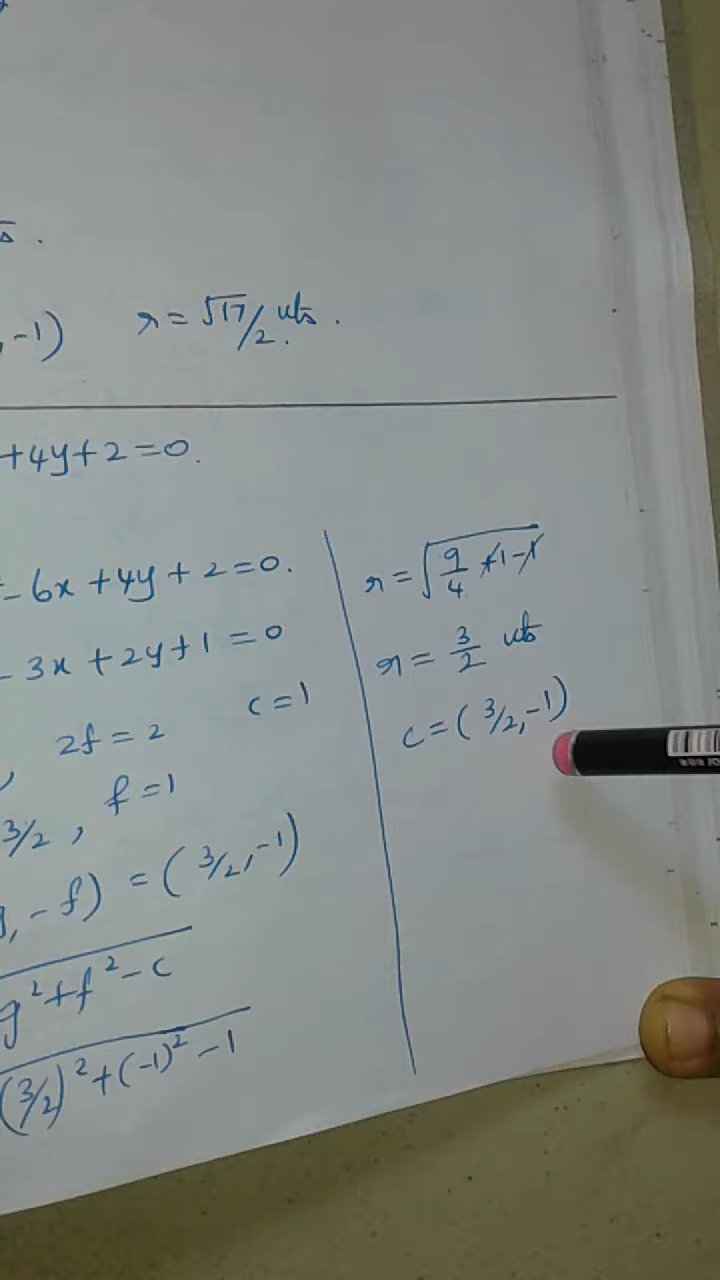 , -1) r = √17/2 uts.
+4y+2=0.
- 6x + 4y + 2 = 0.
- 3x + 2y + 1 = 0
, 2f = 2 c = 1
3/2 , f = 1
, -f) = (3/2, -1)
g² + f² - c
(3/2)² + (-1)² - 1
r = √9/4 +1-1
r = 3/2 uts
c = (3/2, -1)